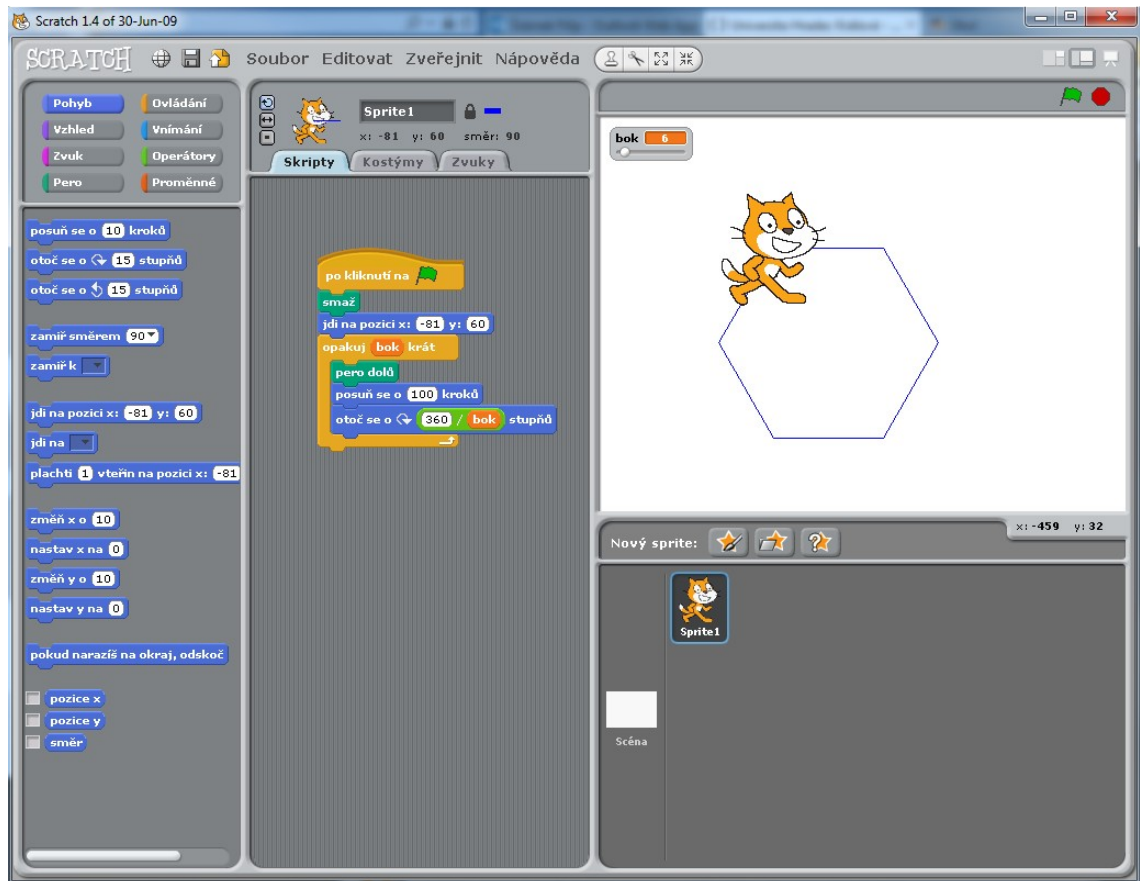 Scratch 1.4 of 30-Jun-09
SCRATCH
Soubor Editovat Zveřejnit Nápověda
Pohyb Ovládání
Vzhled Vnímání
Zvuk Operátory
Pero Proměnné
posuň se o 10 kroků
otoč se o 15 stupňů
otoč se o 15 stupňů
zamiř směrem 90
zamiř k
jdi na pozici x: -81 y: 60
jdi na
plachti 1 vteřin na pozici x: -81
změň x o 10
nastav x na 0
změň y o 10
nastav y na 0
pokud narazíš na okraj, odskoč
pozice x
pozice y
směr
Sprite1
x: -81 y: 60 směr: 90
Skripty Kostýmy Zvuky
po kliknutí na
smaž
jdi na pozici x: -81 y: 60
opakuj bok krát
pero dolů
posuň se o 100 kroků
otoč se o 360 / bok stupňů
bok 6
x: -459 y: 32
Nový sprite:
Sprite1
Scéna